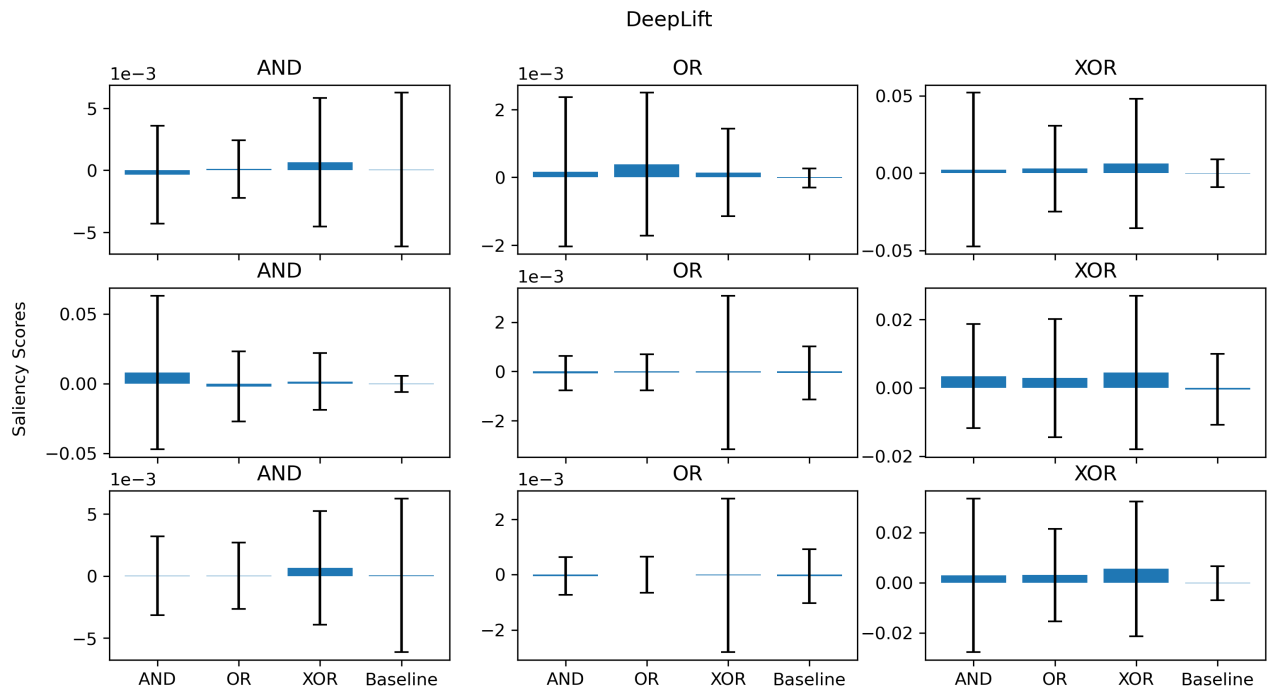 DeepLift
AND
OR
XOR
1e−3
1e−3
5
0
−5
2
0
−2
0.05
0.00
−0.05
AND
OR
XOR
1e−3
0.05
0.00
−0.05
2
0
−2
0.02
0.00
−0.02
Saliency Scores
AND
OR
XOR
1e−3
1e−3
5
0
−5
2
0
−2
0.02
0.00
−0.02
AND OR XOR Baseline
AND OR XOR Baseline
AND OR XOR Baseline